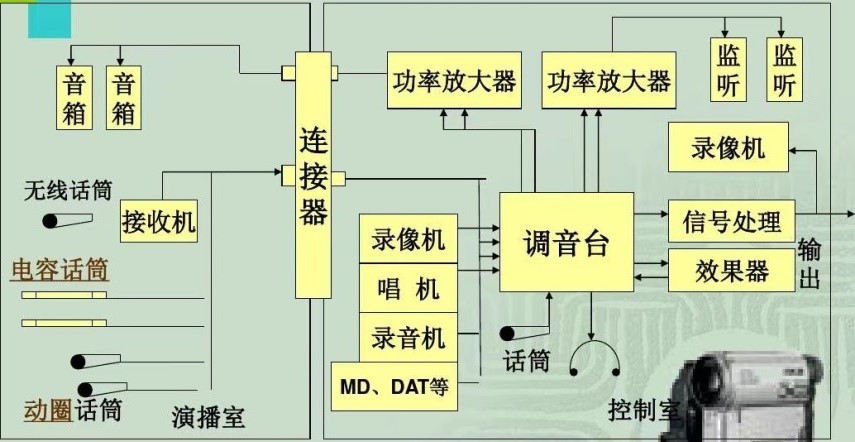 音箱
音箱
连接器
功率放大器
功率放大器
监听
监听
录像机
无线话筒
接收机
录像机
调音台
信号处理
输出
电容话筒
唱 机
效果器
录音机
话筒
MD、DAT等
动圈话筒
演播室
控制室